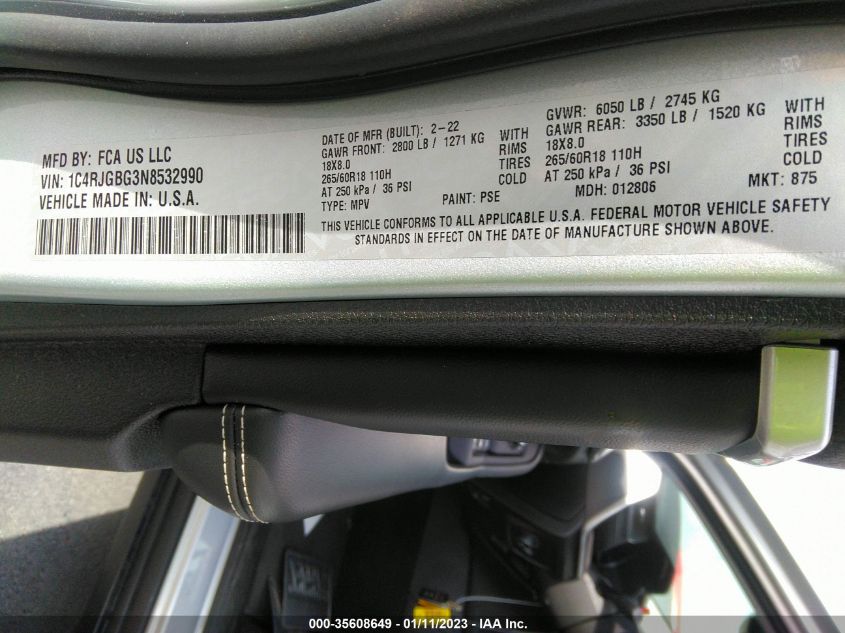 MFD BY: FCA US LLC
VIN: 1C4RJGBG3N8532990
VEHICLE MADE IN: U.S.A.
DATE OF MFR (BUILT): 2-22
GAWR FRONT: 2800 LB / 1271 KG WITH
18X8.0 RIMS
265/60R18 110H TIRES
AT 250 kPa / 36 PSI COLD
TYPE: MPV PAINT: PSE
GVWR: 6050 LB / 2745 KG
GAWR REAR: 3350 LB / 1520 KG WITH
18X8.0 RIMS
265/60R18 110H TIRES
AT 250 kPa / 36 PSI COLD
MDH: 012806 MKT: 875
THIS VEHICLE CONFORMS TO ALL APPLICABLE U.S.A. FEDERAL MOTOR VEHICLE SAFETY
STANDARDS IN EFFECT ON THE DATE OF MANUFACTURE SHOWN ABOVE.
000-35608649 - 01/11/2023 - IAA Inc.